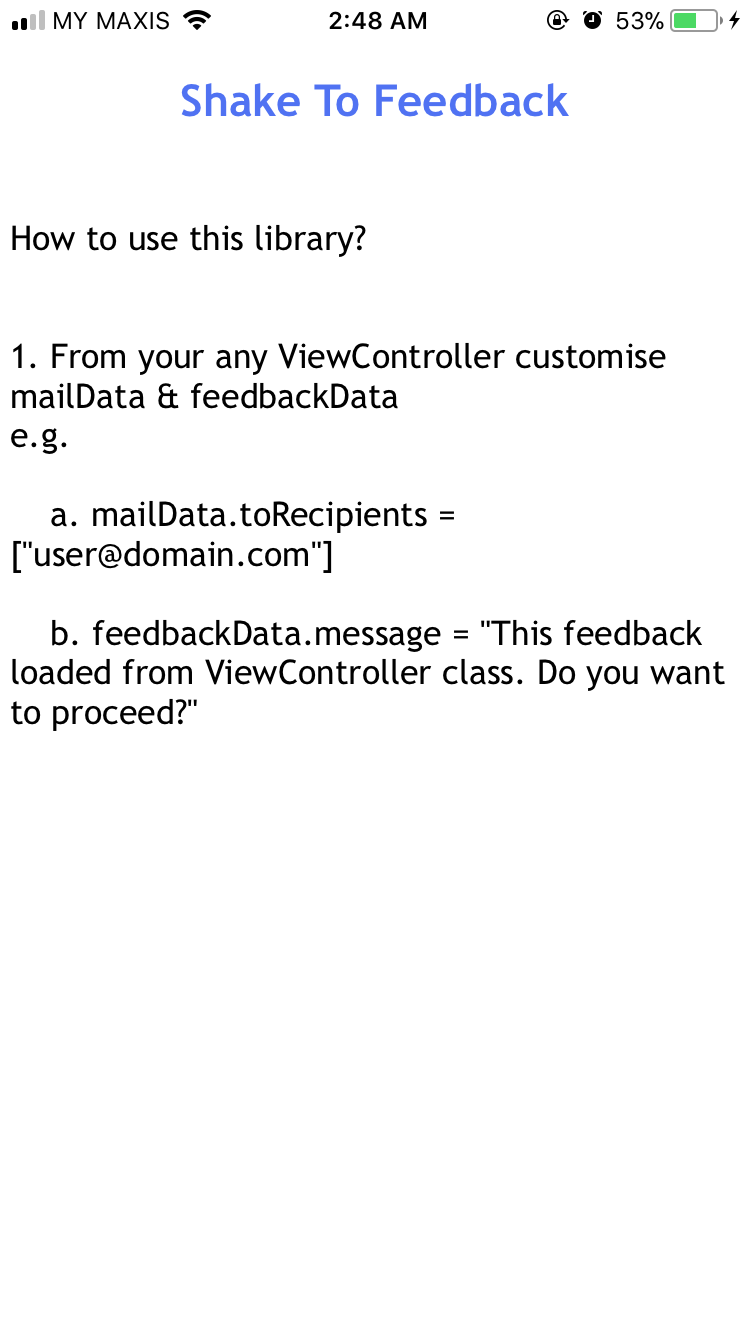 MY MAXIS 2:48 AM 53%
Shake To Feedback
How to use this library?
1. From your any ViewController customise
mailData & feedbackData
e.g.
a. mailData.toRecipients =
["user@domain.com"]
b. feedbackData.message = "This feedback
loaded from ViewController class. Do you want
to proceed?"